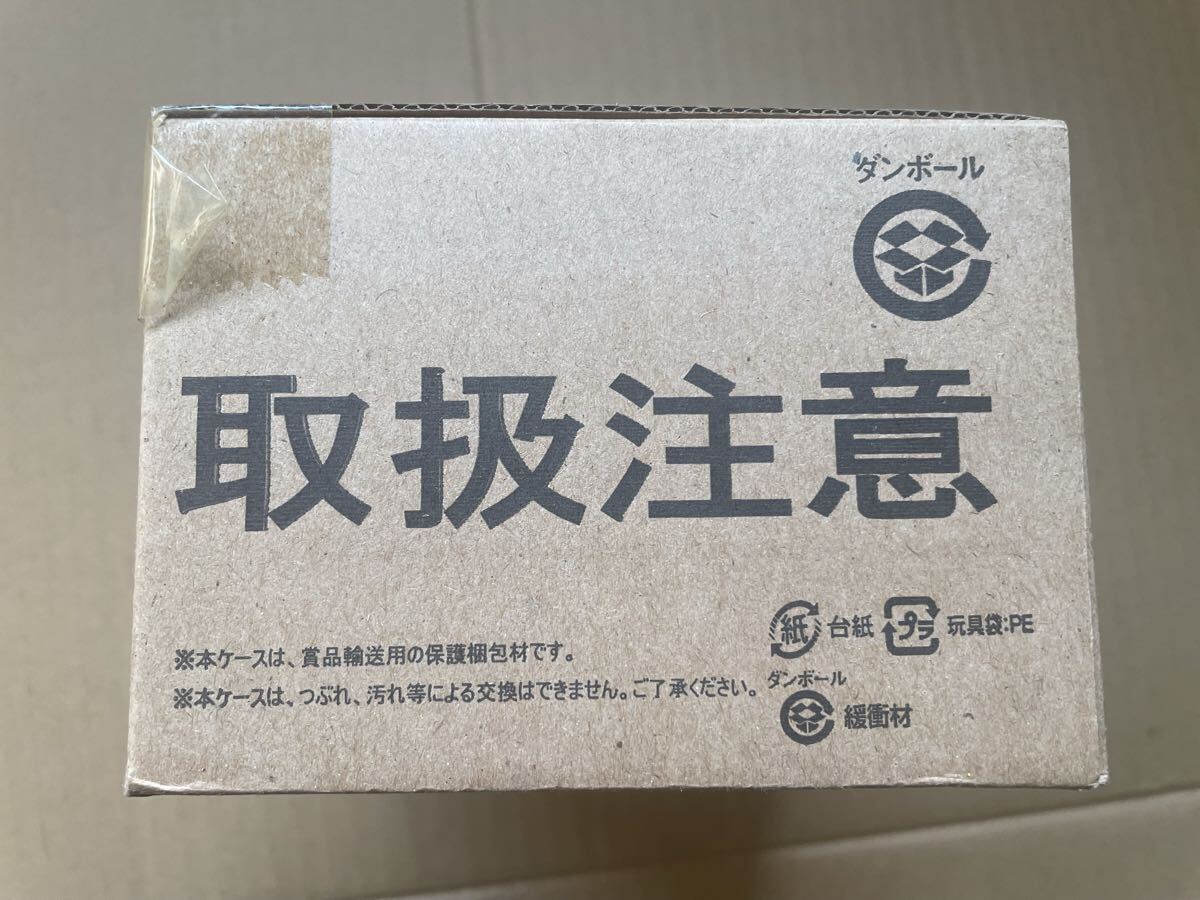 ダンボール
取扱注意
紙 台紙 プラ 玩具袋:PE
※本ケースは、賞品輸送用の保護梱包材です。
※本ケースは、つぶれ、汚れ等による交換はできません。ご了承ください。
ダンボール
緩衝材